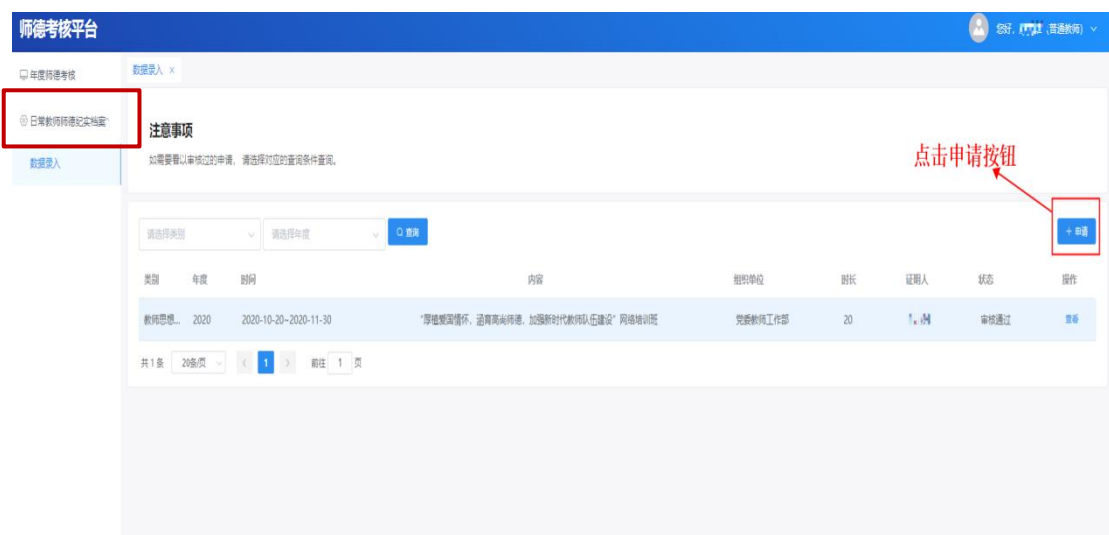 师德考核平台
您好, (普通教师)
年度师德考核
数据录入 ×
日常教师师德纪实档案
数据录入
注意事项
如需要看以审核过的申请, 请选择对应的查询条件查询。
点击申请按钮
请选择类别 请选择年度 查询 + 申请
类别 年度 时间 内容 组织单位 时长 证明人 状态 操作
教师思想... 2020 2020-10-20~2020-11-30 "厚植爱国情怀, 涵育高尚师德, 加强新时代教师队伍建设" 网络培训班 党委教师工作部 20 审核通过 查看
共 1 条 20条/页 < 1 > 前往 1 页